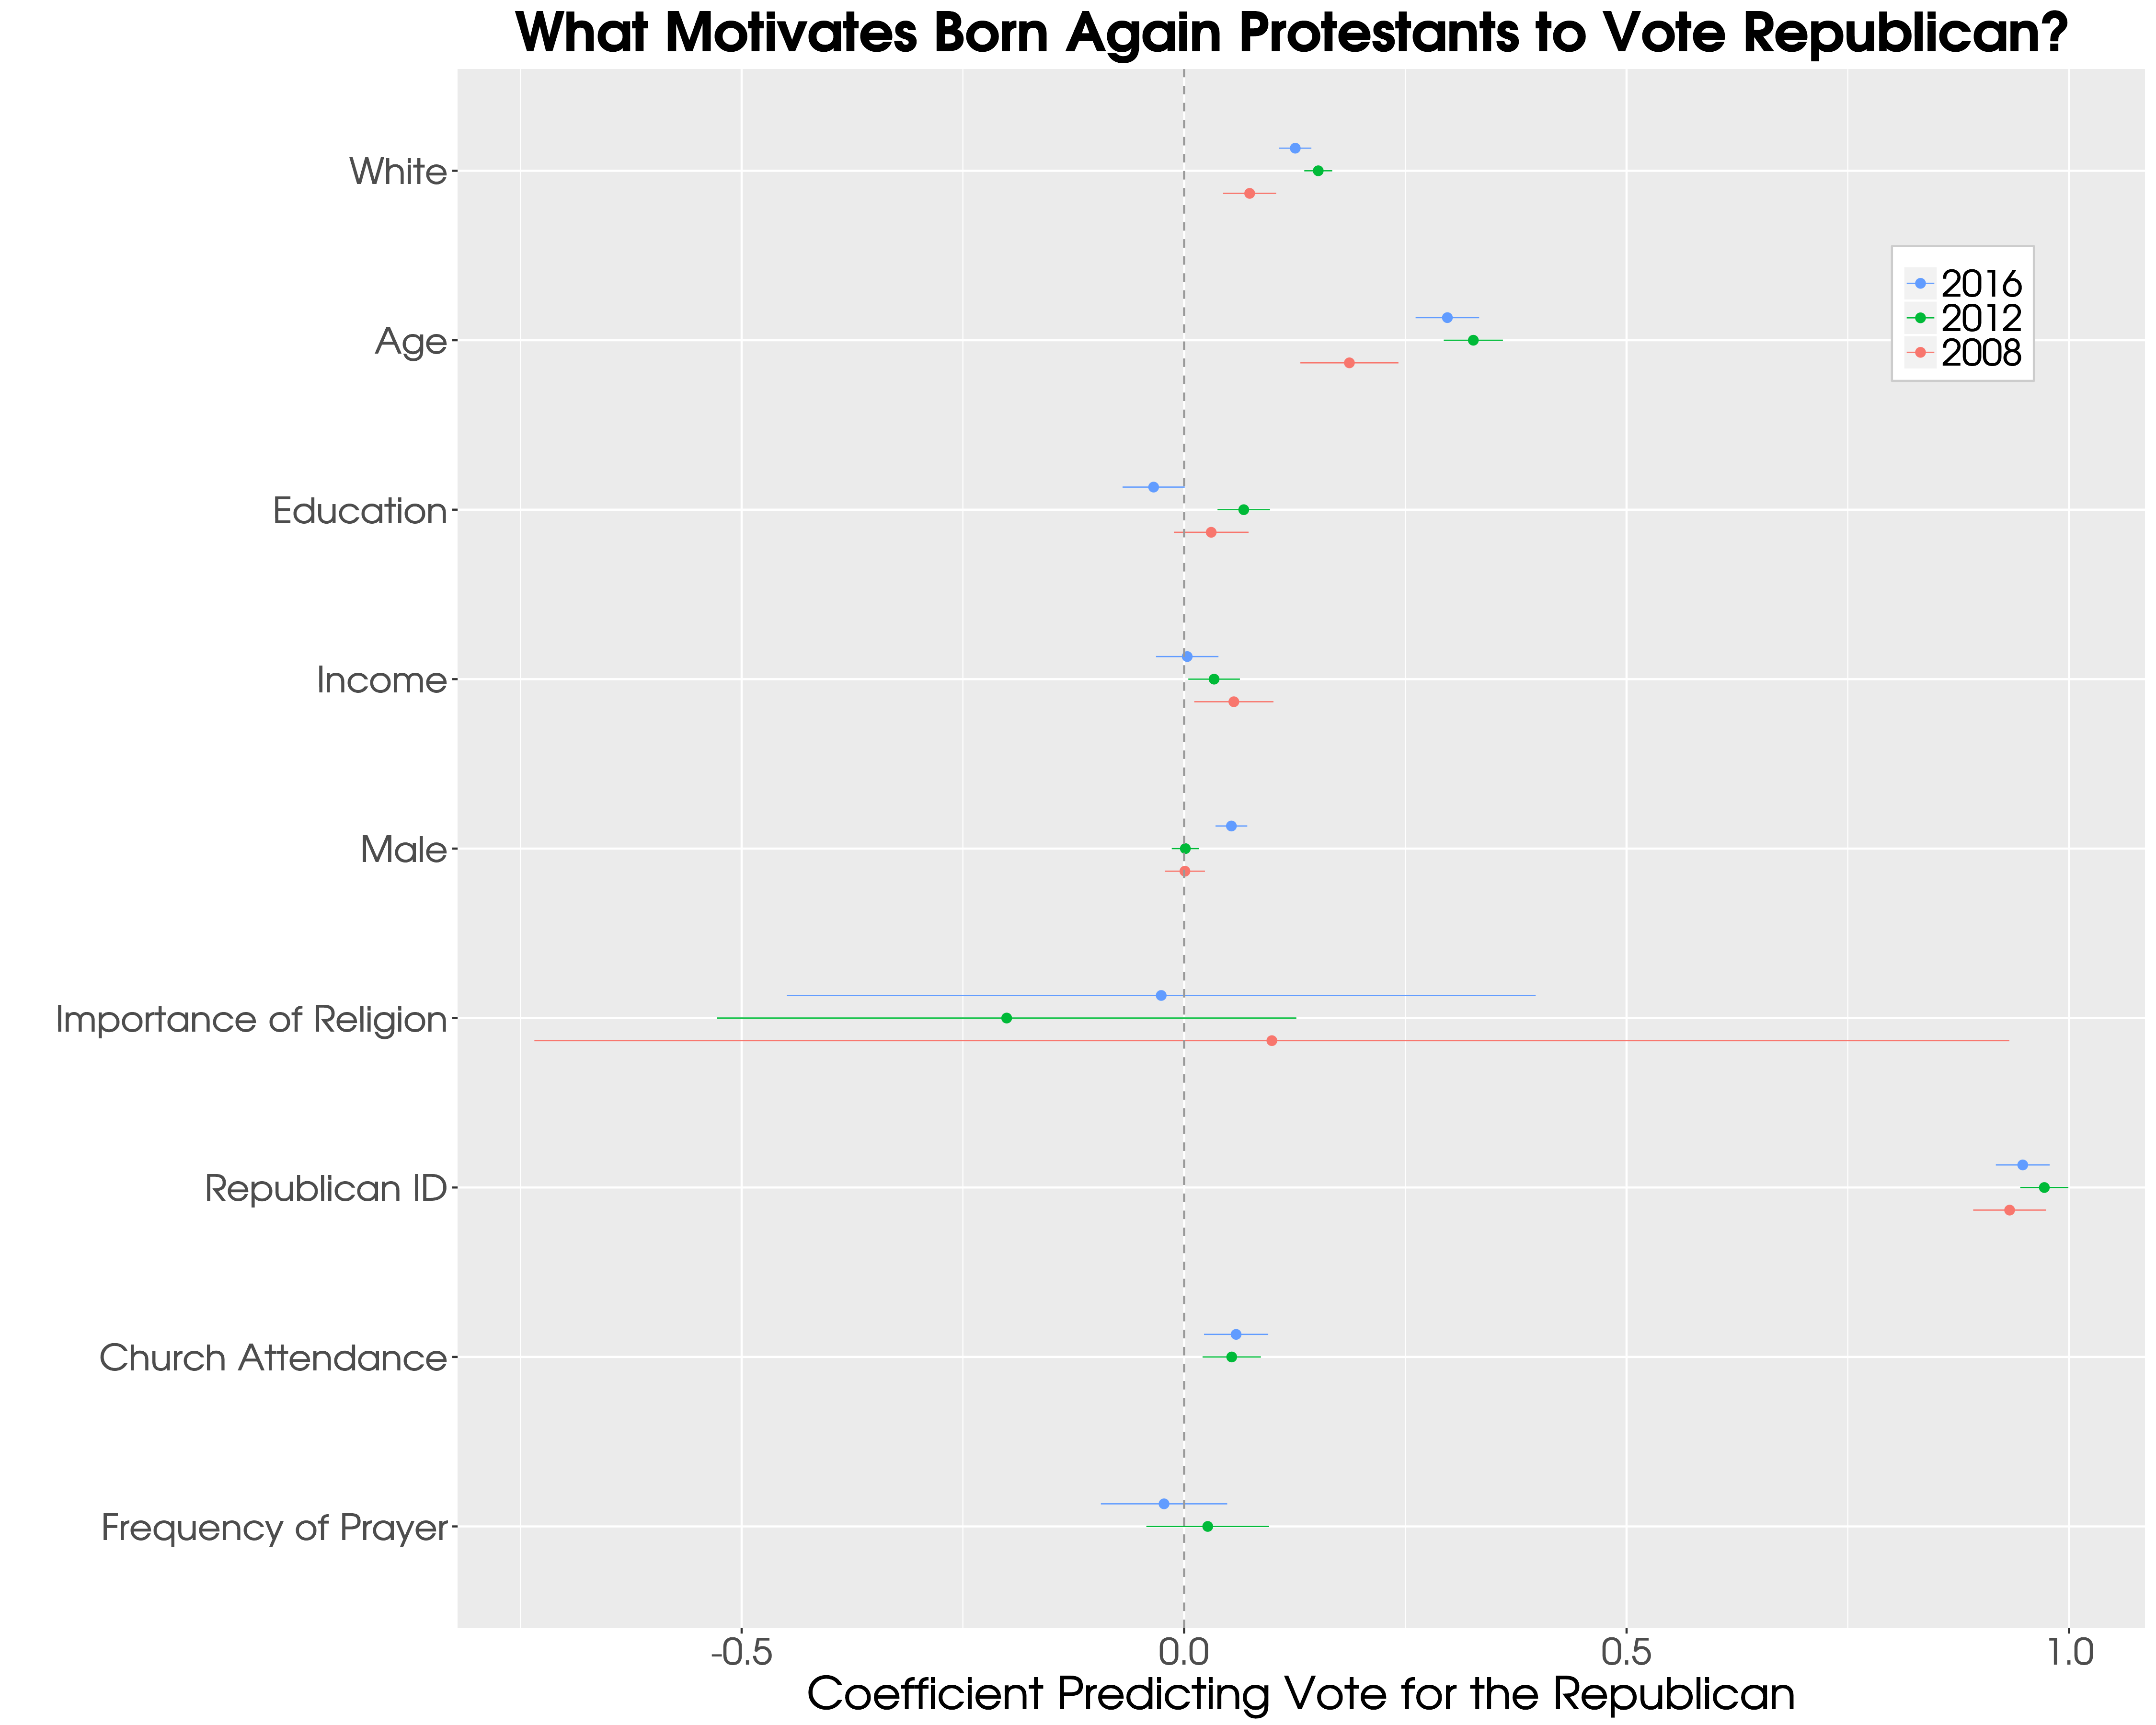 What Motivates Born Again Protestants to Vote Republican?
White
Age
Education
Income
Male
Importance of Religion
Republican ID
Church Attendance
Frequency of Prayer
2016
2012
2008
-0.5 0.0 0.5 1.0
Coefficient Predicting Vote for the Republican